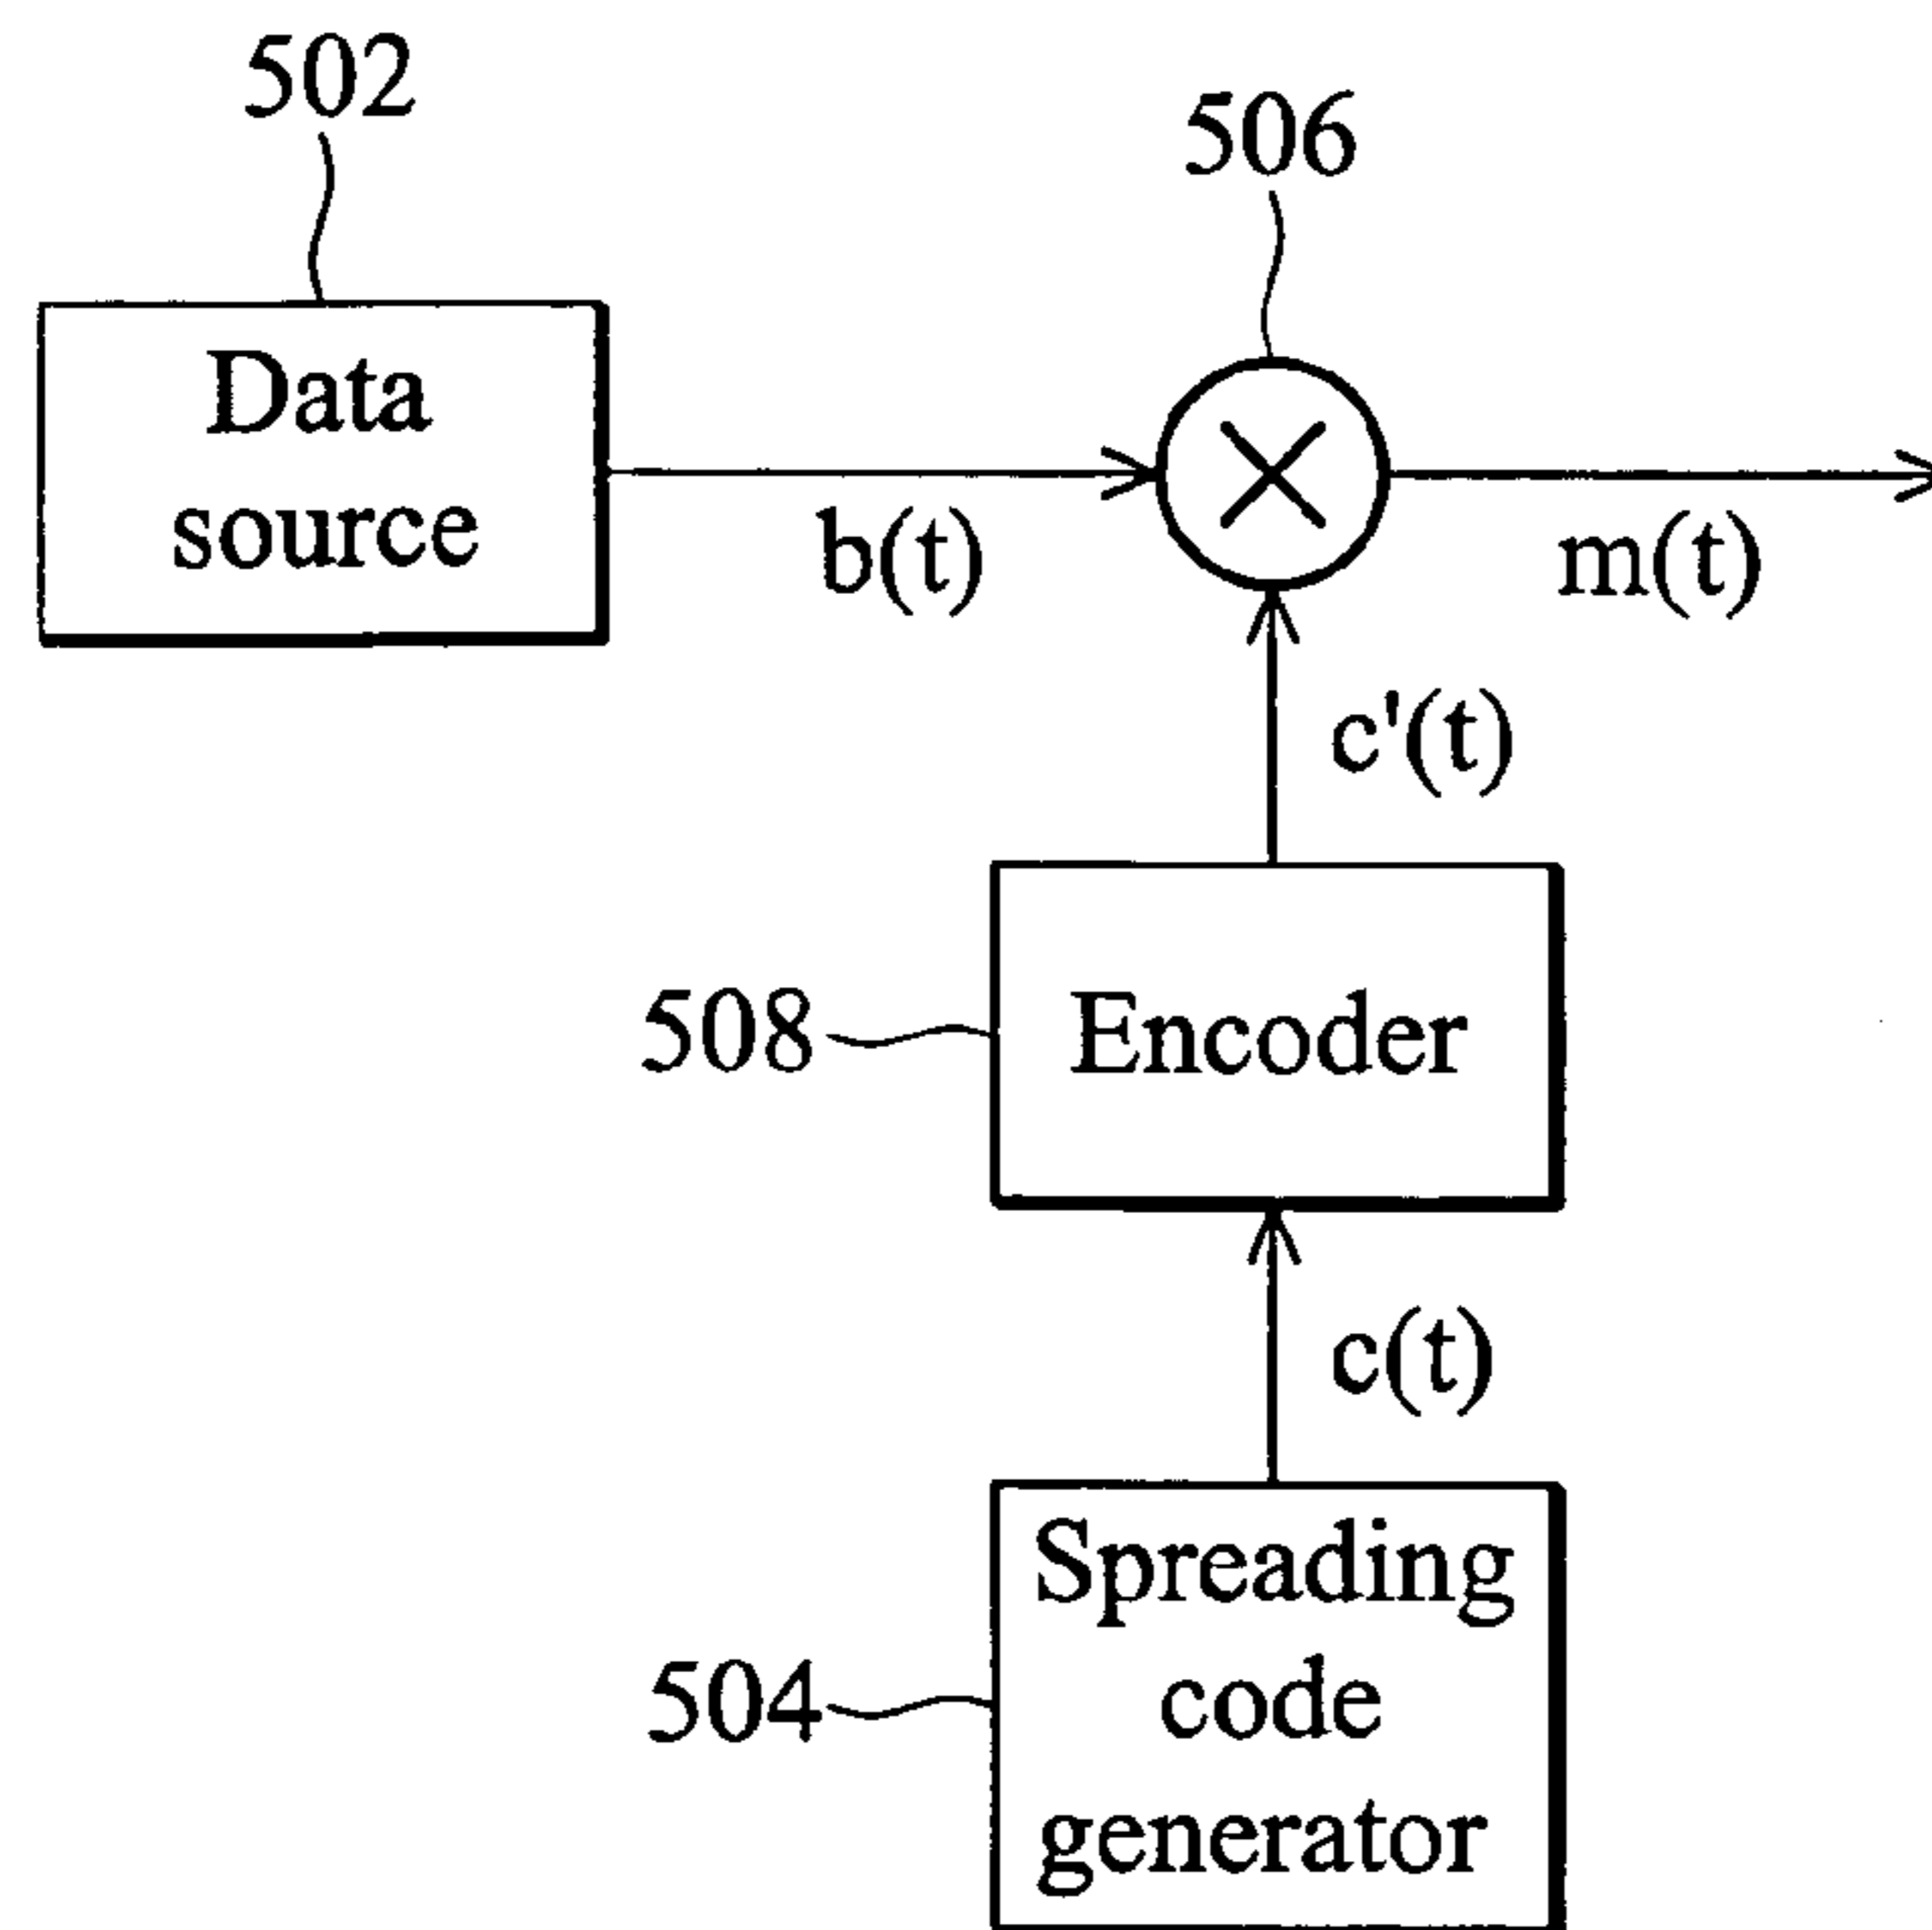 502
506
Data
source
b(t)
m(t)
c'(t)
508
Encoder
c(t)
Spreading
504
code
generator